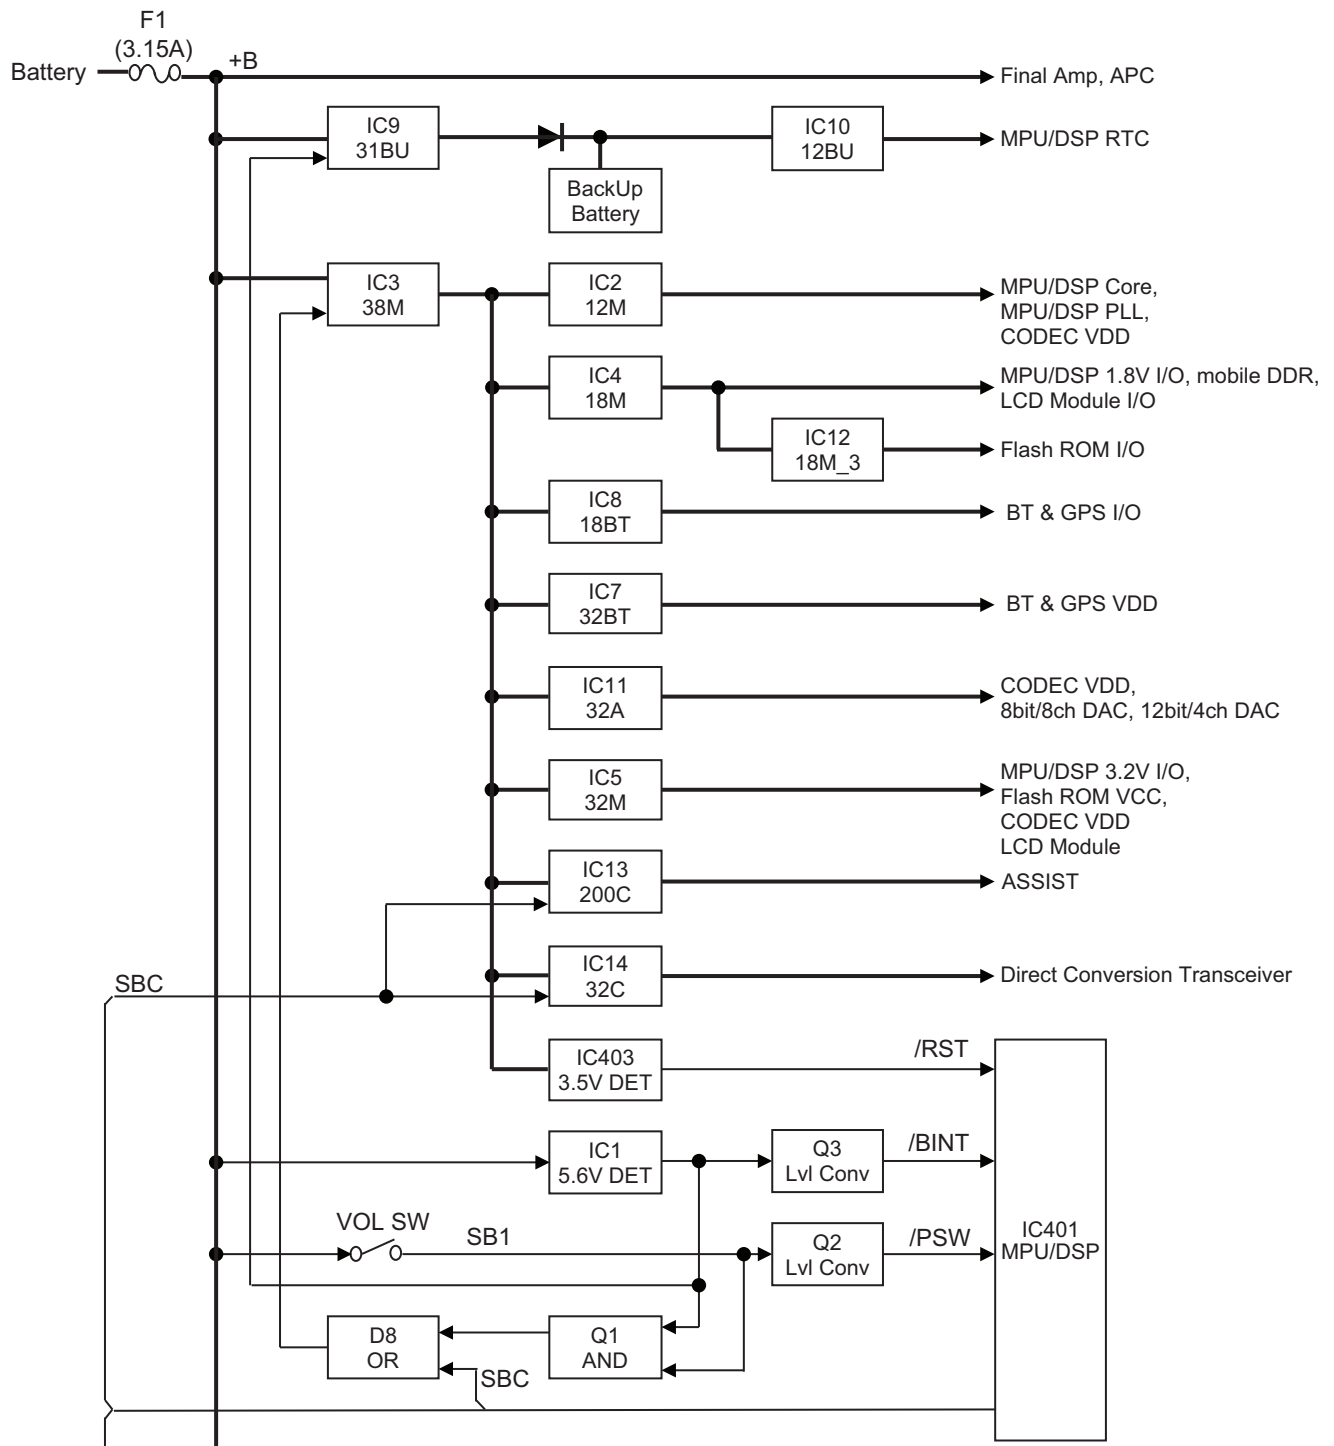 F1
(3.15A)
Battery
+B
Final Amp, APC
IC9
31BU
IC10
12BU
MPU/DSP RTC
BackUp
Battery
IC3
38M
IC2
12M
MPU/DSP Core,
MPU/DSP PLL,
CODEC VDD
IC4
18M
MPU/DSP 1.8V I/O, mobile DDR,
LCD Module I/O
IC12
18M_3
Flash ROM I/O
IC8
18BT
BT & GPS I/O
IC7
32BT
BT & GPS VDD
IC11
32A
CODEC VDD,
8bit/8ch DAC, 12bit/4ch DAC
IC5
32M
MPU/DSP 3.2V I/O,
Flash ROM VCC,
CODEC VDD
LCD Module
IC13
200C
ASSIST
SBC
IC14
32C
Direct Conversion Transceiver
IC403
3.5V DET
/RST
IC1
5.6V DET
Q3
Lvl Conv
/BINT
VOL SW
SB1
Q2
Lvl Conv
/PSW
IC401
MPU/DSP
D8
OR
Q1
AND
SBC